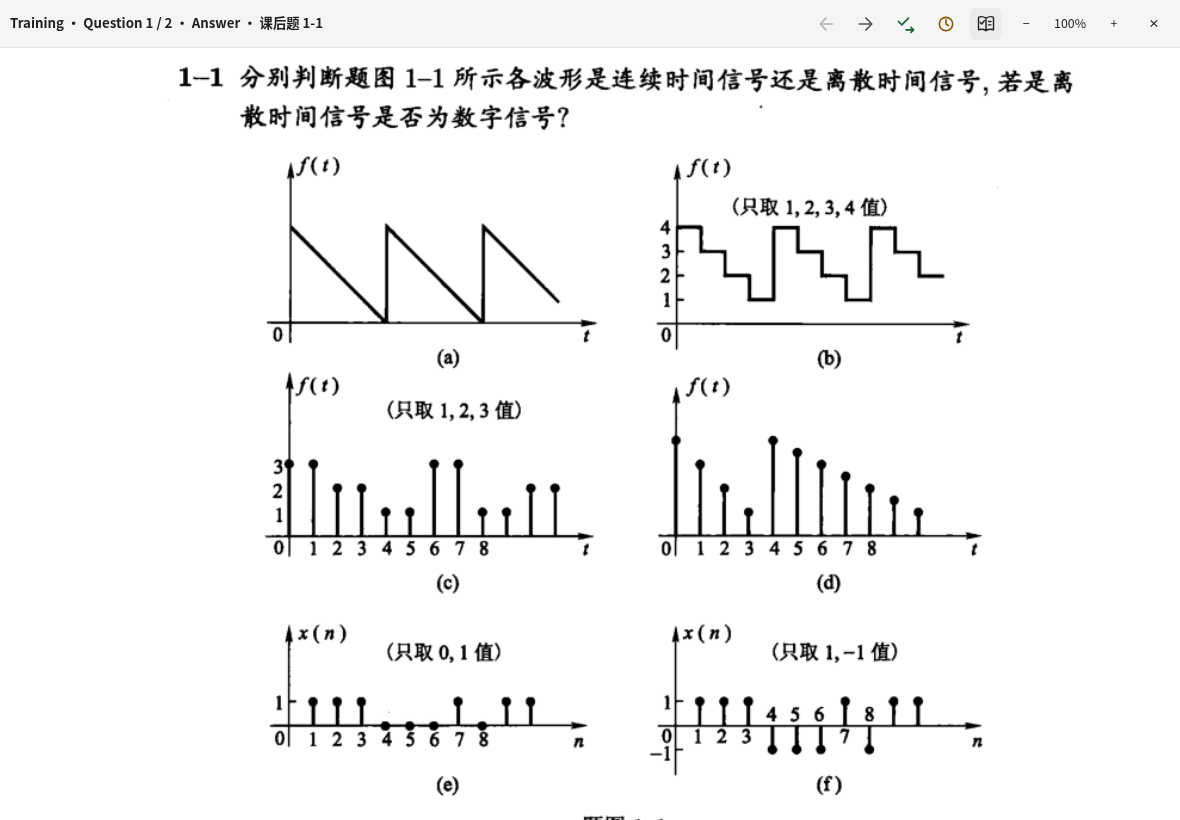 Training • Question 1 / 2 • Answer • 课后题 1-1
100%
1-1 分别判断题图 1-1 所示各波形是连续时间信号还是离散时间信号, 若是离
散时间信号是否为数字信号?
f(t)
0
t
(a)
f(t)
(只取 1, 2, 3, 4 值)
4
3
2
1
0
t
(b)
f(t)
(只取 1, 2, 3 值)
3
2
1
0 1 2 3 4 5 6 7 8 t
(c)
f(t)
0 1 2 3 4 5 6 7 8 t
(d)
x(n)
(只取 0, 1 值)
1
0 1 2 3 4 5 6 7 8 n
(e)
x(n)
(只取 1, -1 值)
1
4 5 6 8
0 1 2 3 7 n
-1
(f)